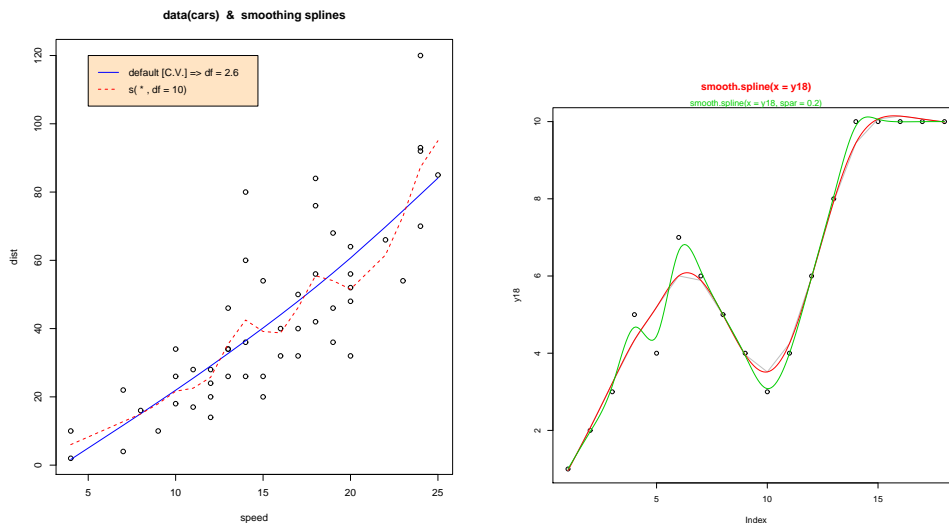 data(cars) & smoothing splines
default [C.V.] => df = 2.6
s( * , df = 10)
120
100
80
60
40
20
0
dist
5
10
15
20
25
speed
smooth.spline(x = y18)
smooth.spline(x = y18, spar = 0.2)
10
8
6
4
2
y18
5
10
15
Index